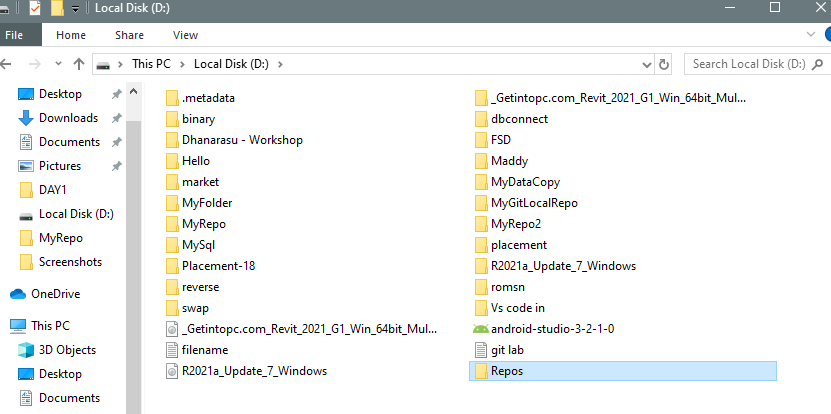 Local Disk (D:)
File Home Share View
This PC Local Disk (D:) Search Local Disk (D:)
Desktop
Downloads
Documents
Pictures
DAY1
Local Disk (D:)
MyRepo
Screenshots
OneDrive
This PC
3D Objects
Desktop
Documents
.metadata
binary
Dhanarasu - Workshop
Hello
market
MyFolder
MyRepo
MySql
Placement-18
reverse
swap
_Getintopc.com_Revit_2021_G1_Win_64bit_Mul...
filename
R2021a_Update_7_Windows
_Getintopc.com_Revit_2021_G1_Win_64bit_Mul...
dbconnect
FSD
Maddy
MyDataCopy
MyGitLocalRepo
MyRepo2
placement
R2021a_Update_7_Windows
romsn
Vs code in
android-studio-3-2-1-0
git lab
Repos